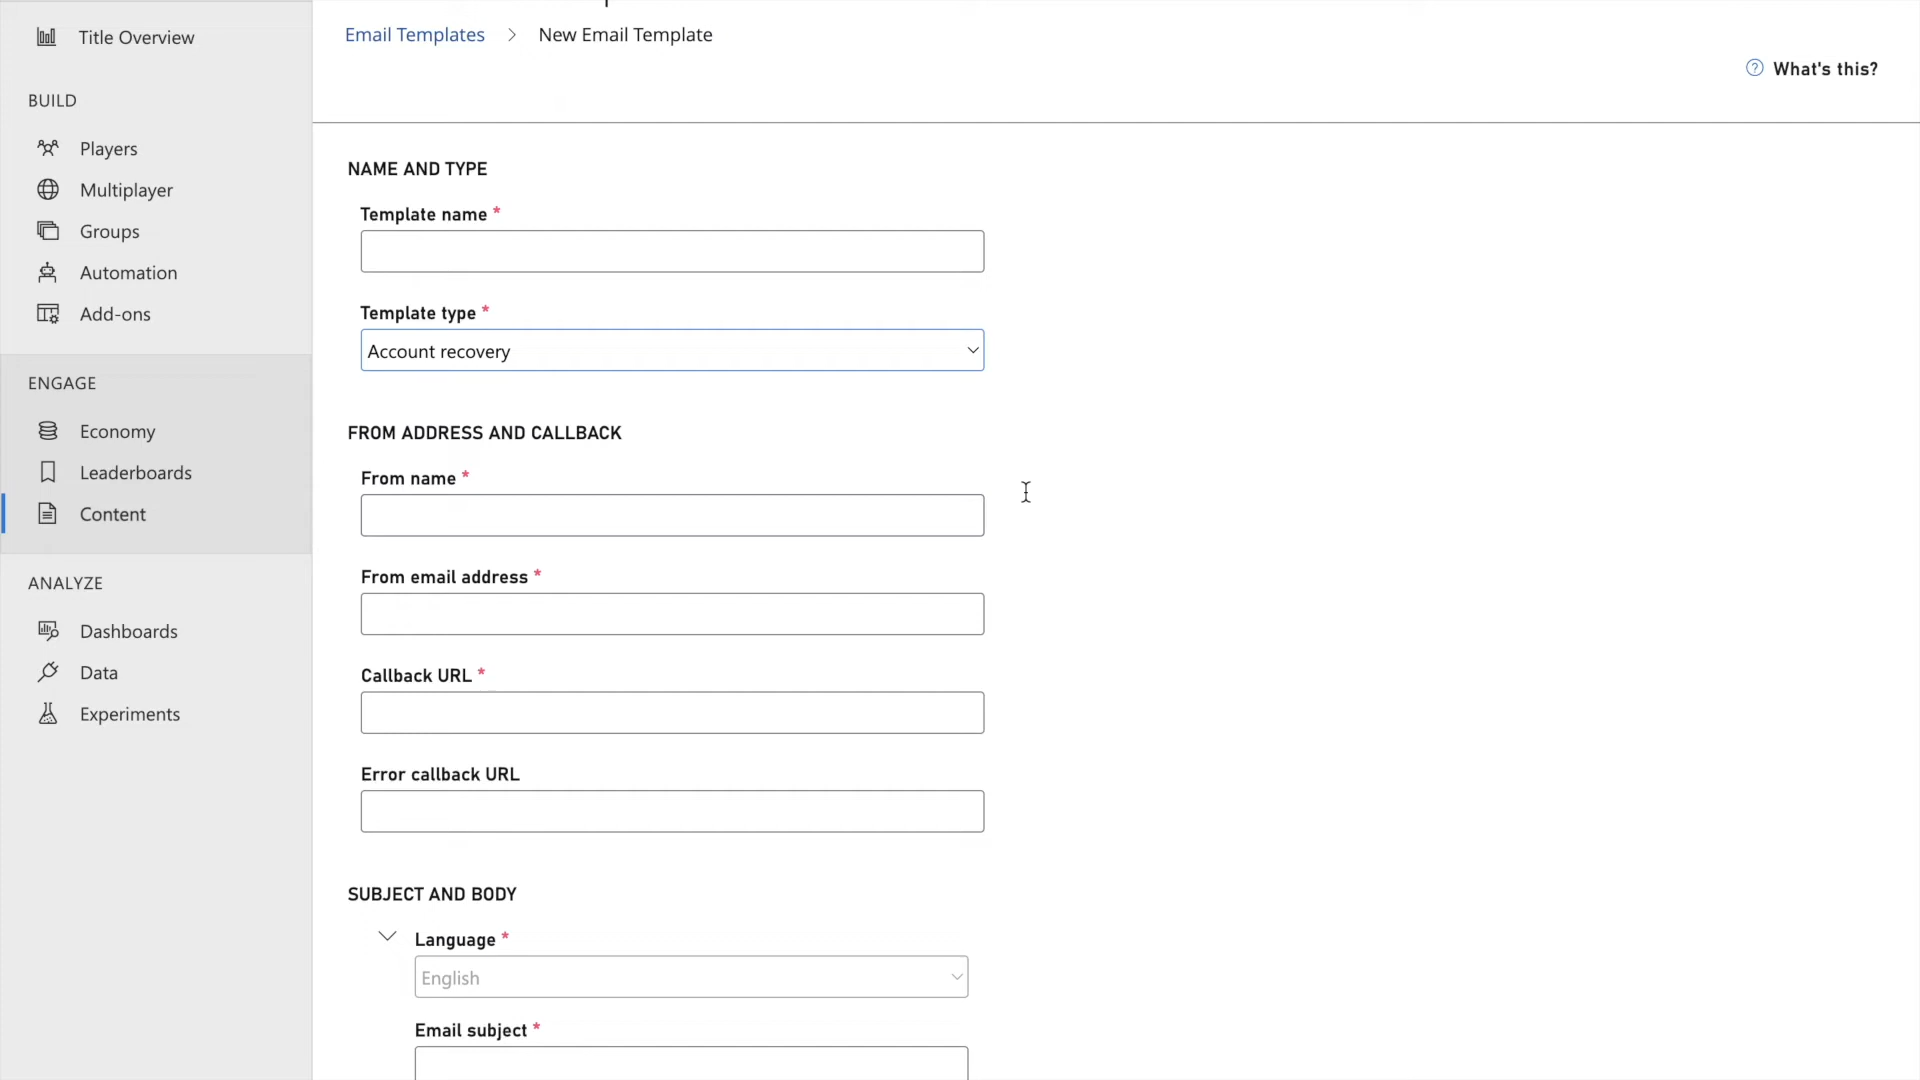 Title Overview
Email Templates > New Email Template
What's this?
BUILD
Players
Multiplayer
Groups
Automation
Add-ons
ENGAGE
Economy
Leaderboards
Content
ANALYZE
Dashboards
Data
Experiments
NAME AND TYPE
Template name *
Template type *
Account recovery
FROM ADDRESS AND CALLBACK
From name *
From email address *
Callback URL *
Error callback URL
SUBJECT AND BODY
Language *
English
Email subject *